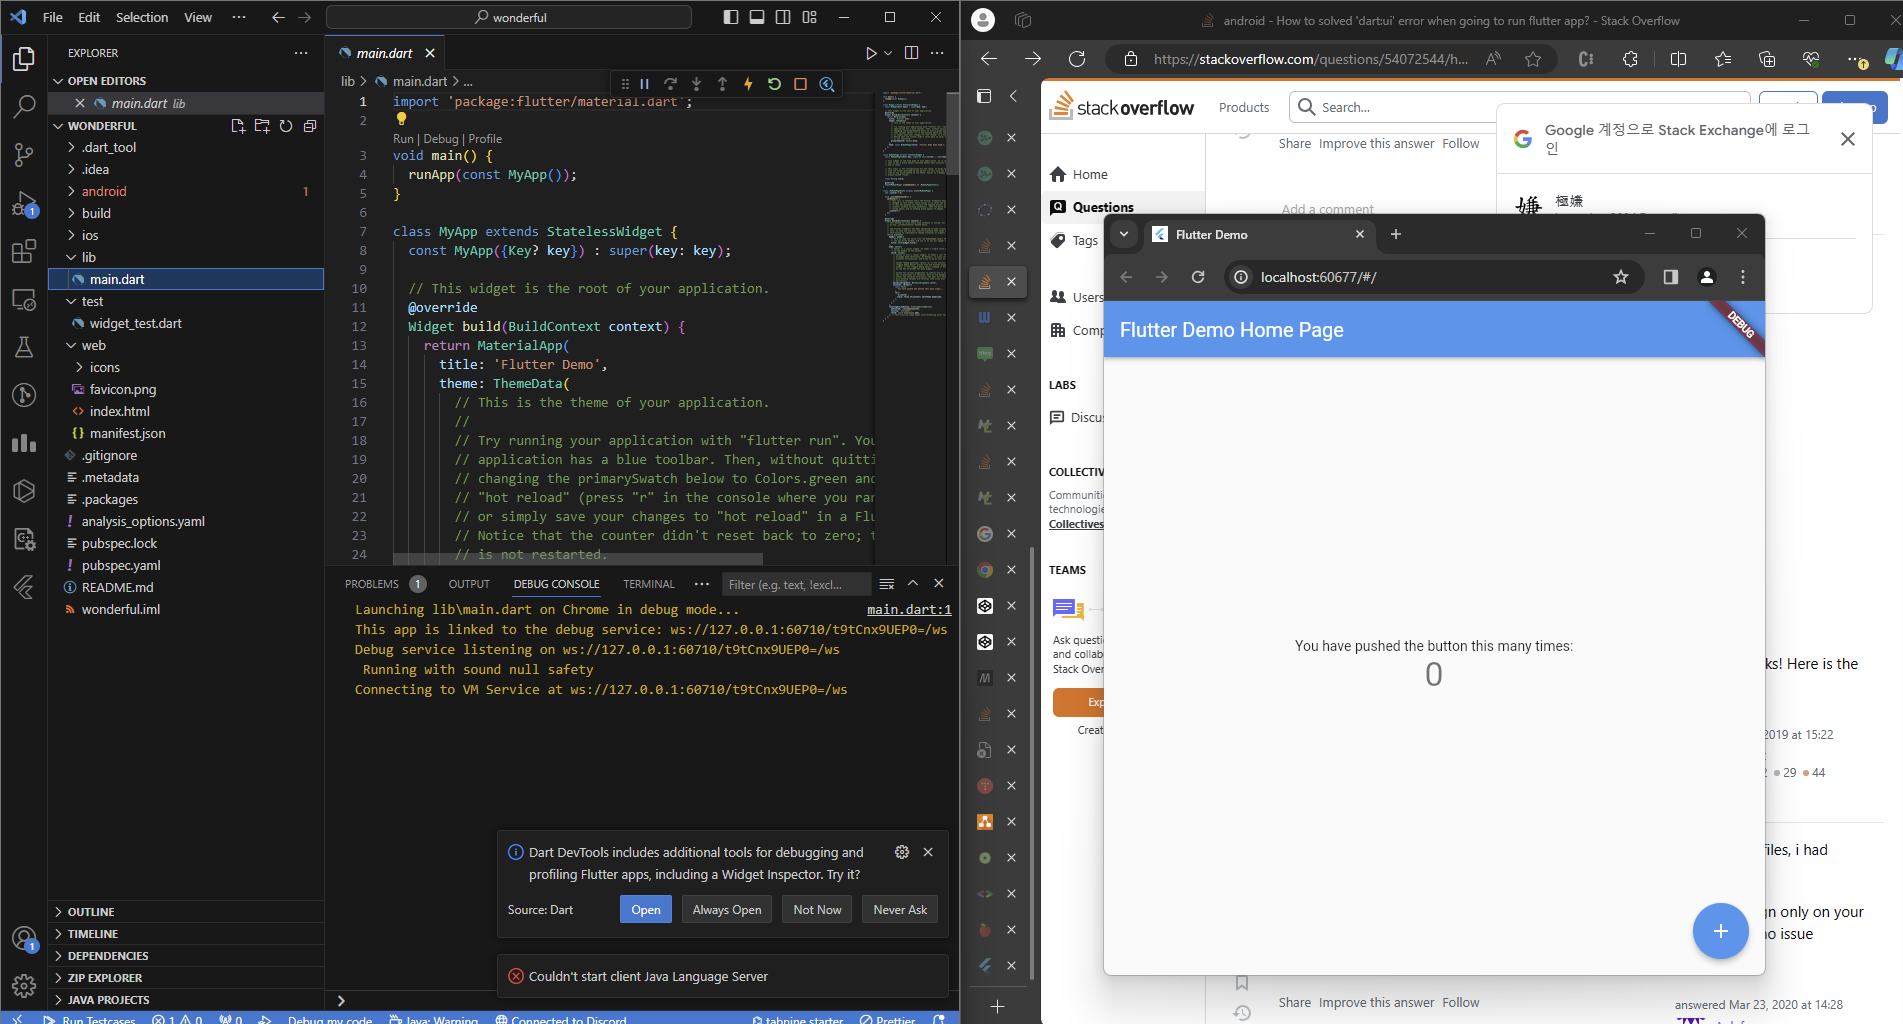 File Edit Selection View ··· wonderful
EXPLORER
OPEN EDITORS
main.dart lib
WONDERFUL
.dart_tool
.idea
android 1
build
ios
lib
main.dart
test
widget_test.dart
web
icons
favicon.png
index.html
manifest.json
.gitignore
.metadata
.packages
analysis_options.yaml
pubspec.lock
pubspec.yaml
README.md
wonderful.iml
OUTLINE
TIMELINE
DEPENDENCIES
ZIP EXPLORER
JAVA PROJECTS
main.dart
lib > main.dart > ...
1 import 'package:flutter/material.dart';
2
Run | Debug | Profile
3 void main() {
4 runApp(const MyApp());
5 }
6
7 class MyApp extends StatelessWidget {
8 const MyApp({Key? key}) : super(key: key);
9
10 // This widget is the root of your application.
11 @override
12 Widget build(BuildContext context) {
13 return MaterialApp(
14 title: 'Flutter Demo',
15 theme: ThemeData(
16 // This is the theme of your application.
17 //
18 // Try running your application with "flutter run". You
19 // application has a blue toolbar. Then, without quitti
20 // changing the primarySwatch below to Colors.green and
21 // "hot reload" (press "r" in the console where you ran
22 // or simply save your changes to "hot reload" in a Flu
23 // Notice that the counter didn't reset back to zero; t
24 // is not restarted.
PROBLEMS 1 OUTPUT DEBUG CONSOLE TERMINAL ··· Filter (e.g. text, !excl...
Launching lib\main.dart on Chrome in debug mode... main.dart:1
This app is linked to the debug service: ws://127.0.0.1:60710/t9tCnx9UEP0=/ws
Debug service listening on ws://127.0.0.1:60710/t9tCnx9UEP0=/ws
Running with sound null safety
Connecting to VM Service at ws://127.0.0.1:60710/t9tCnx9UEP0=/ws
Dart DevTools includes additional tools for debugging and
profiling Flutter apps, including a Widget Inspector. Try it?
Source: Dart Open Always Open Not Now Never Ask
Couldn't start client Java Language Server
Run Testcases 1 0 0 Debug my code Java: Warning Connected to Discord tabnine starter Prettier
android - How to solved 'dart:ui' error when going to run flutter app? - Stack Overflow
https://stackoverflow.com/questions/54072544/h...
stackoverflow Products Search...
Google 계정으로 Stack Exchange에 로그
인
極嫌
Share Improve this answer Follow
Add a comment
Home
Questions
Tags
Users
Comp
LABS
Discus
COLLECTIV
Communiti
technologie
Collectives
TEAMS
Ask questi
and collab
Stack Over
Exp
Creat
Flutter Demo
localhost:60677/#/
Flutter Demo Home Page
DEBUG
You have pushed the button this many times:
0
ks! Here is the
2019 at 15:22
29 44
files, i had
gn only on your
no issue
Share Improve this answer Follow
answered Mar 23, 2020 at 14:28